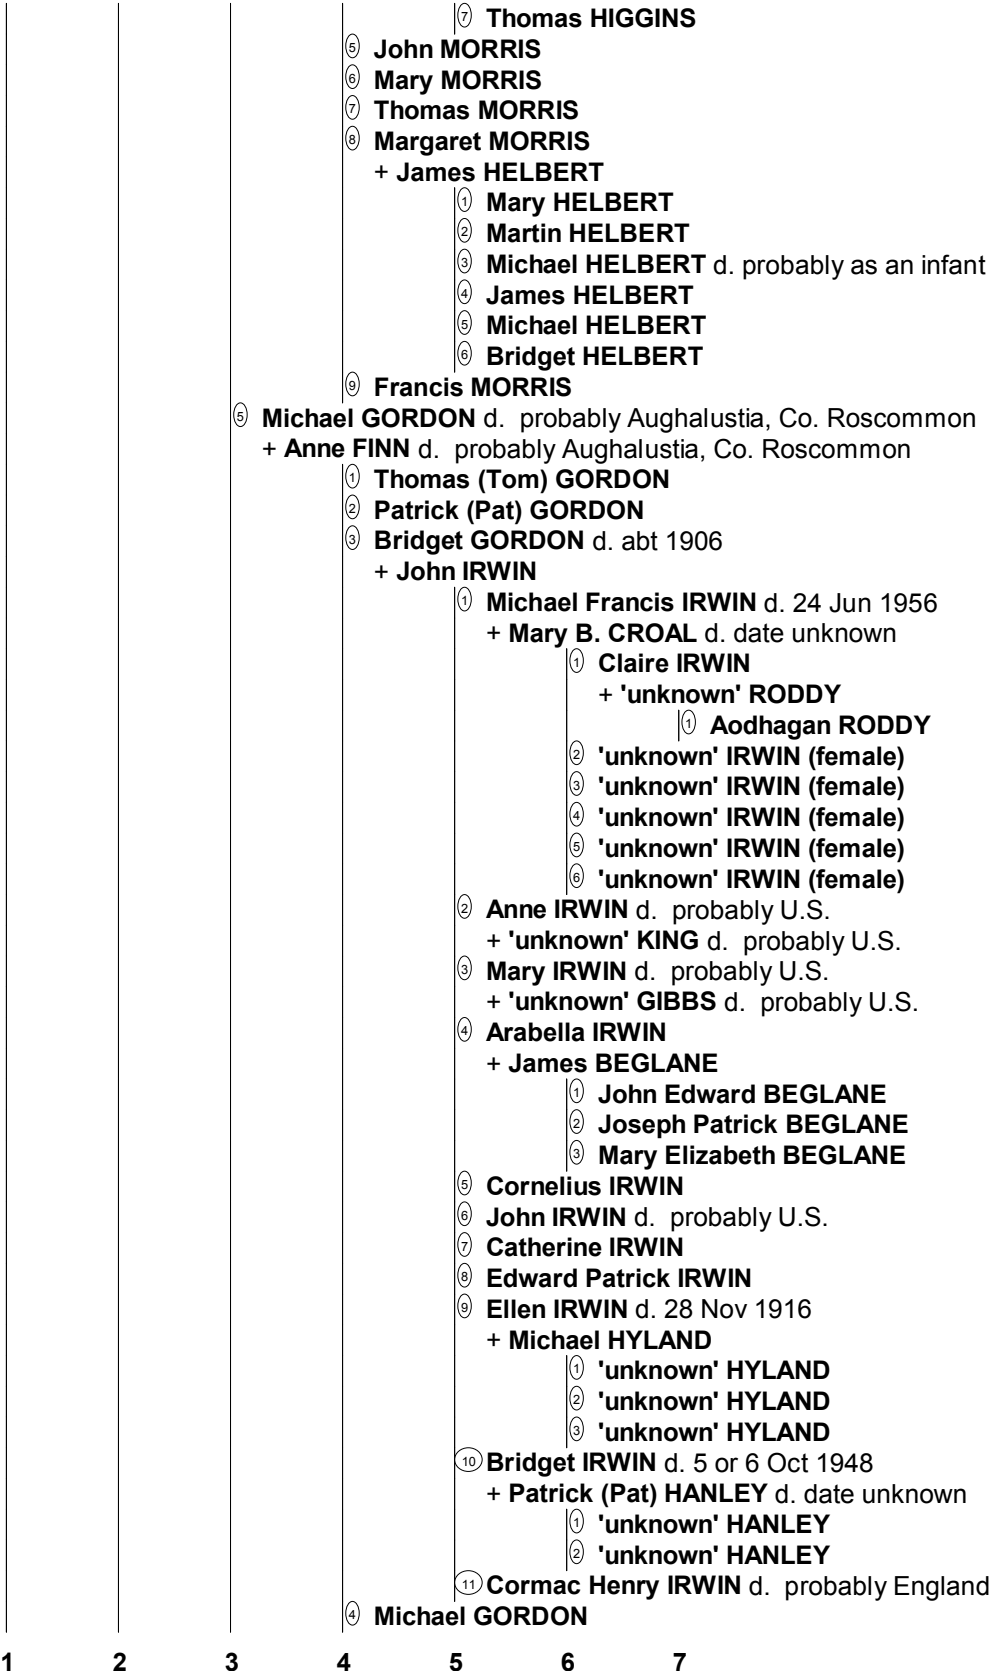 7 Thomas HIGGINS
5 John MORRIS
6 Mary MORRIS
7 Thomas MORRIS
8 Margaret MORRIS
+ James HELBERT
1 Mary HELBERT
2 Martin HELBERT
3 Michael HELBERT d. probably as an infant
4 James HELBERT
5 Michael HELBERT
6 Bridget HELBERT
9 Francis MORRIS
5 Michael GORDON d. probably Aughalustia, Co. Roscommon
+ Anne FINN d. probably Aughalustia, Co. Roscommon
1 Thomas (Tom) GORDON
2 Patrick (Pat) GORDON
3 Bridget GORDON d. abt 1906
+ John IRWIN
1 Michael Francis IRWIN d. 24 Jun 1956
+ Mary B. CROAL d. date unknown
1 Claire IRWIN
+ 'unknown' RODDY
1 Aodhagan RODDY
2 'unknown' IRWIN (female)
3 'unknown' IRWIN (female)
4 'unknown' IRWIN (female)
5 'unknown' IRWIN (female)
6 'unknown' IRWIN (female)
2 Anne IRWIN d. probably U.S.
+ 'unknown' KING d. probably U.S.
3 Mary IRWIN d. probably U.S.
+ 'unknown' GIBBS d. probably U.S.
4 Arabella IRWIN
+ James BEGLANE
1 John Edward BEGLANE
2 Joseph Patrick BEGLANE
3 Mary Elizabeth BEGLANE
5 Cornelius IRWIN
6 John IRWIN d. probably U.S.
7 Catherine IRWIN
8 Edward Patrick IRWIN
9 Ellen IRWIN d. 28 Nov 1916
+ Michael HYLAND
1 'unknown' HYLAND
2 'unknown' HYLAND
3 'unknown' HYLAND
10 Bridget IRWIN d. 5 or 6 Oct 1948
+ Patrick (Pat) HANLEY d. date unknown
1 'unknown' HANLEY
2 'unknown' HANLEY
11 Cormac Henry IRWIN d. probably England
4 Michael GORDON
1 2 3 4 5 6 7